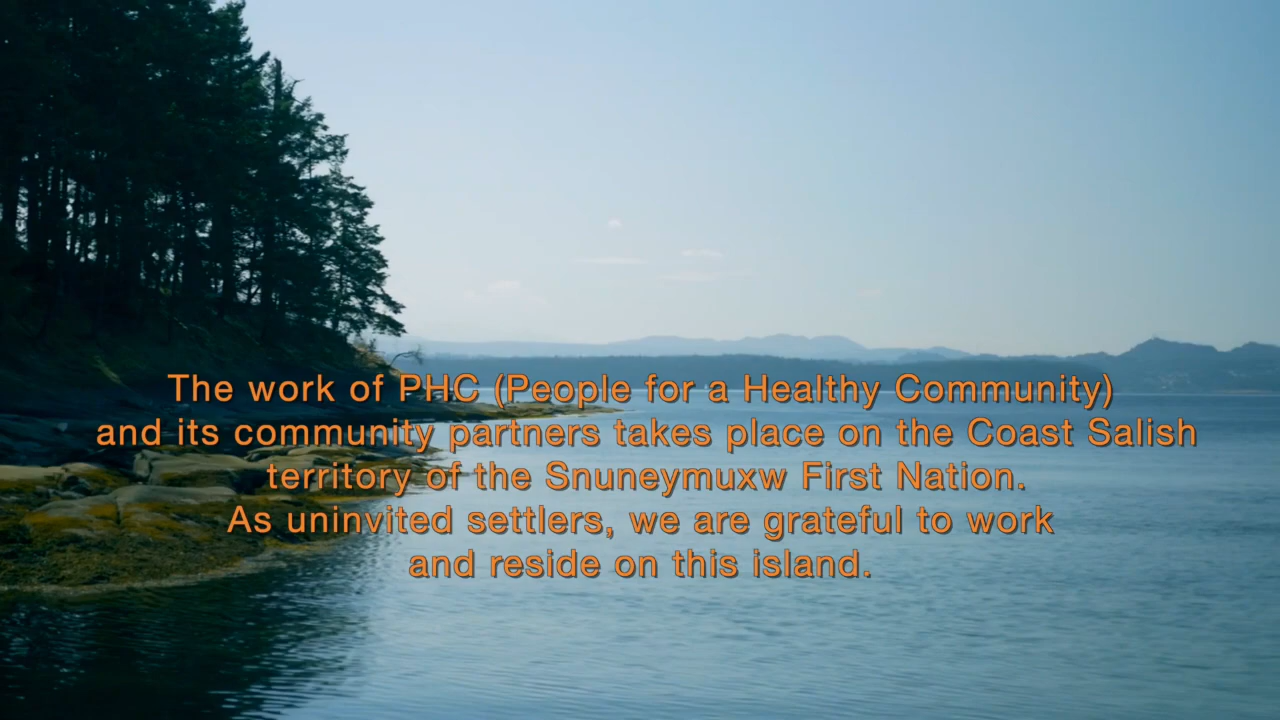 The work of PHC (People for a Healthy Community)
and its community partners takes place on the Coast Salish
territory of the Snuneymuxw First Nation.
As uninvited settlers, we are grateful to work
and reside on this island.